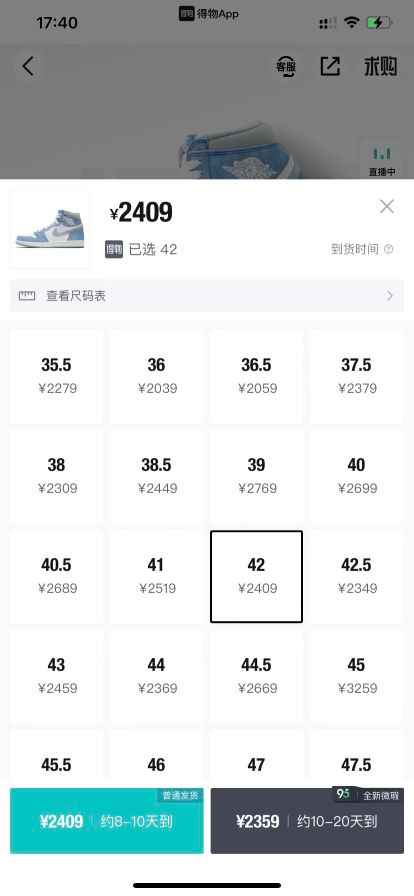 17:40
得物 得物App
客服 求购
直播中
¥2409
得物 已选 42
到货时间
查看尺码表
35.5 36 36.5 37.5
¥2279 ¥2039 ¥2059 ¥2379
38 38.5 39 40
¥2309 ¥2449 ¥2769 ¥2699
40.5 41 42 42.5
¥2689 ¥2519 ¥2409 ¥2349
43 44 44.5 45
¥2459 ¥2369 ¥2669 ¥3259
45.5 46 47 47.5
普通发货 95 全新微瑕
¥2409 约8-10天到 ¥2359 约10-20天到